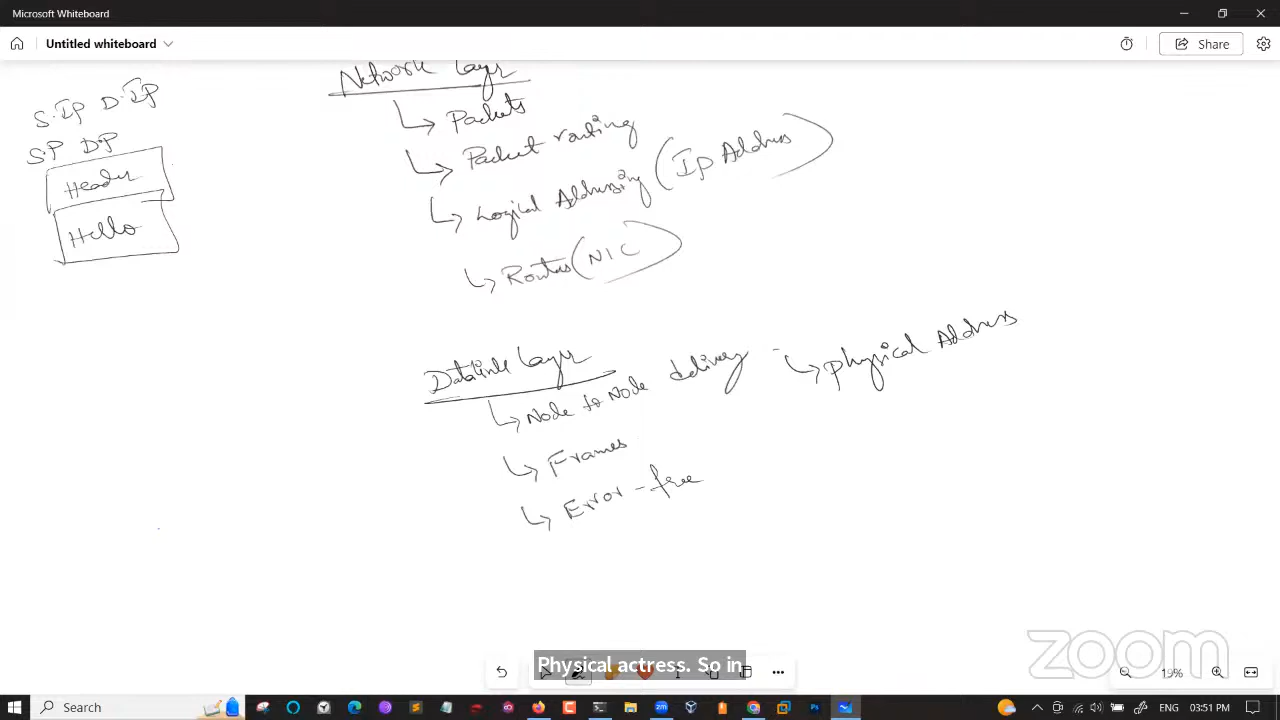 Microsoft Whiteboard
Untitled whiteboard
Share
S.IP D.IP
S.P D.P
Header
Hello
Network Layer
Packets
Packet routing
Logical Addressing (IP Address)
Routers (NIC)
Datalink Layer
Node to Node delivery
physical Address
Frames
Error-free
Physical actress. So in
zoom
19%
Search
ENG
03:51 PM